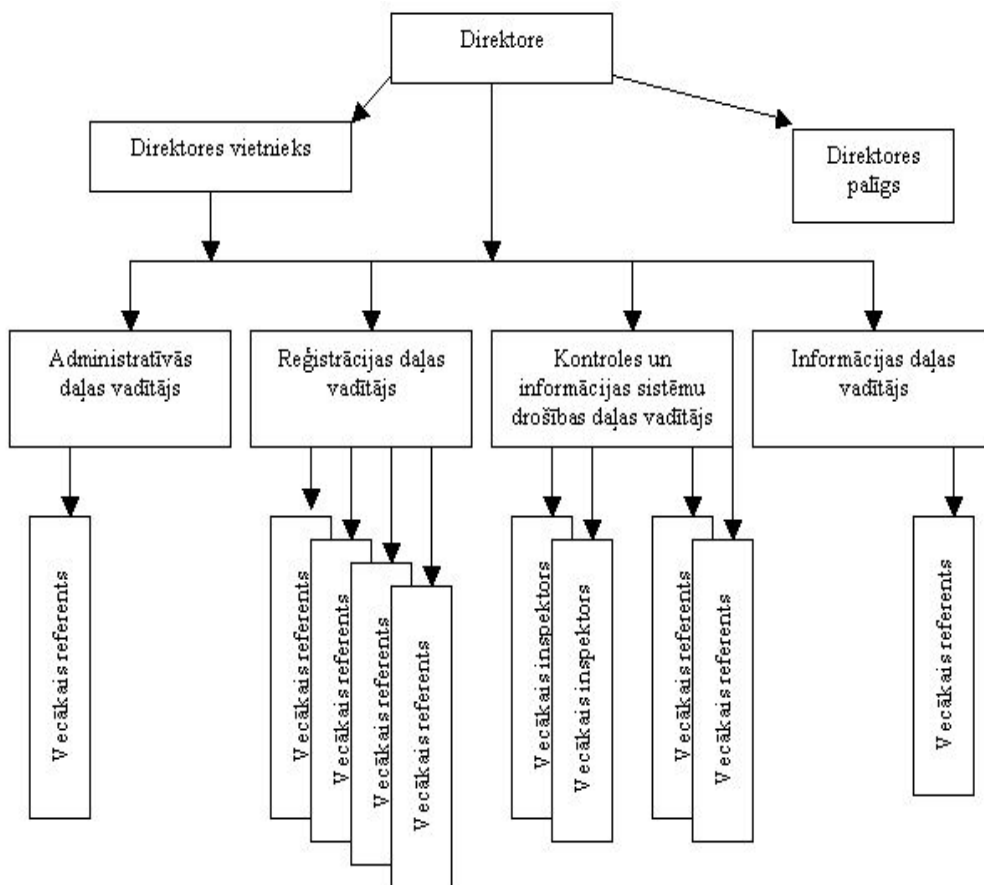 Direktore
Direktores vietnieks
Direktores
palīgs
Administratīvās
daļas vadītājs
Reģistrācijas daļas
vadītājs
Kontroles un
informācijas sistēmu
drošības daļas vadītājs
Informācijas daļas
vadītājs
Vecākais referents
Vecākais referents
Vecākais referents
Vecākais referents
Vecākais referents
Vecākais inspektors
Vecākais inspektors
Vecākais referents
Vecākais referents
Vecākais referents